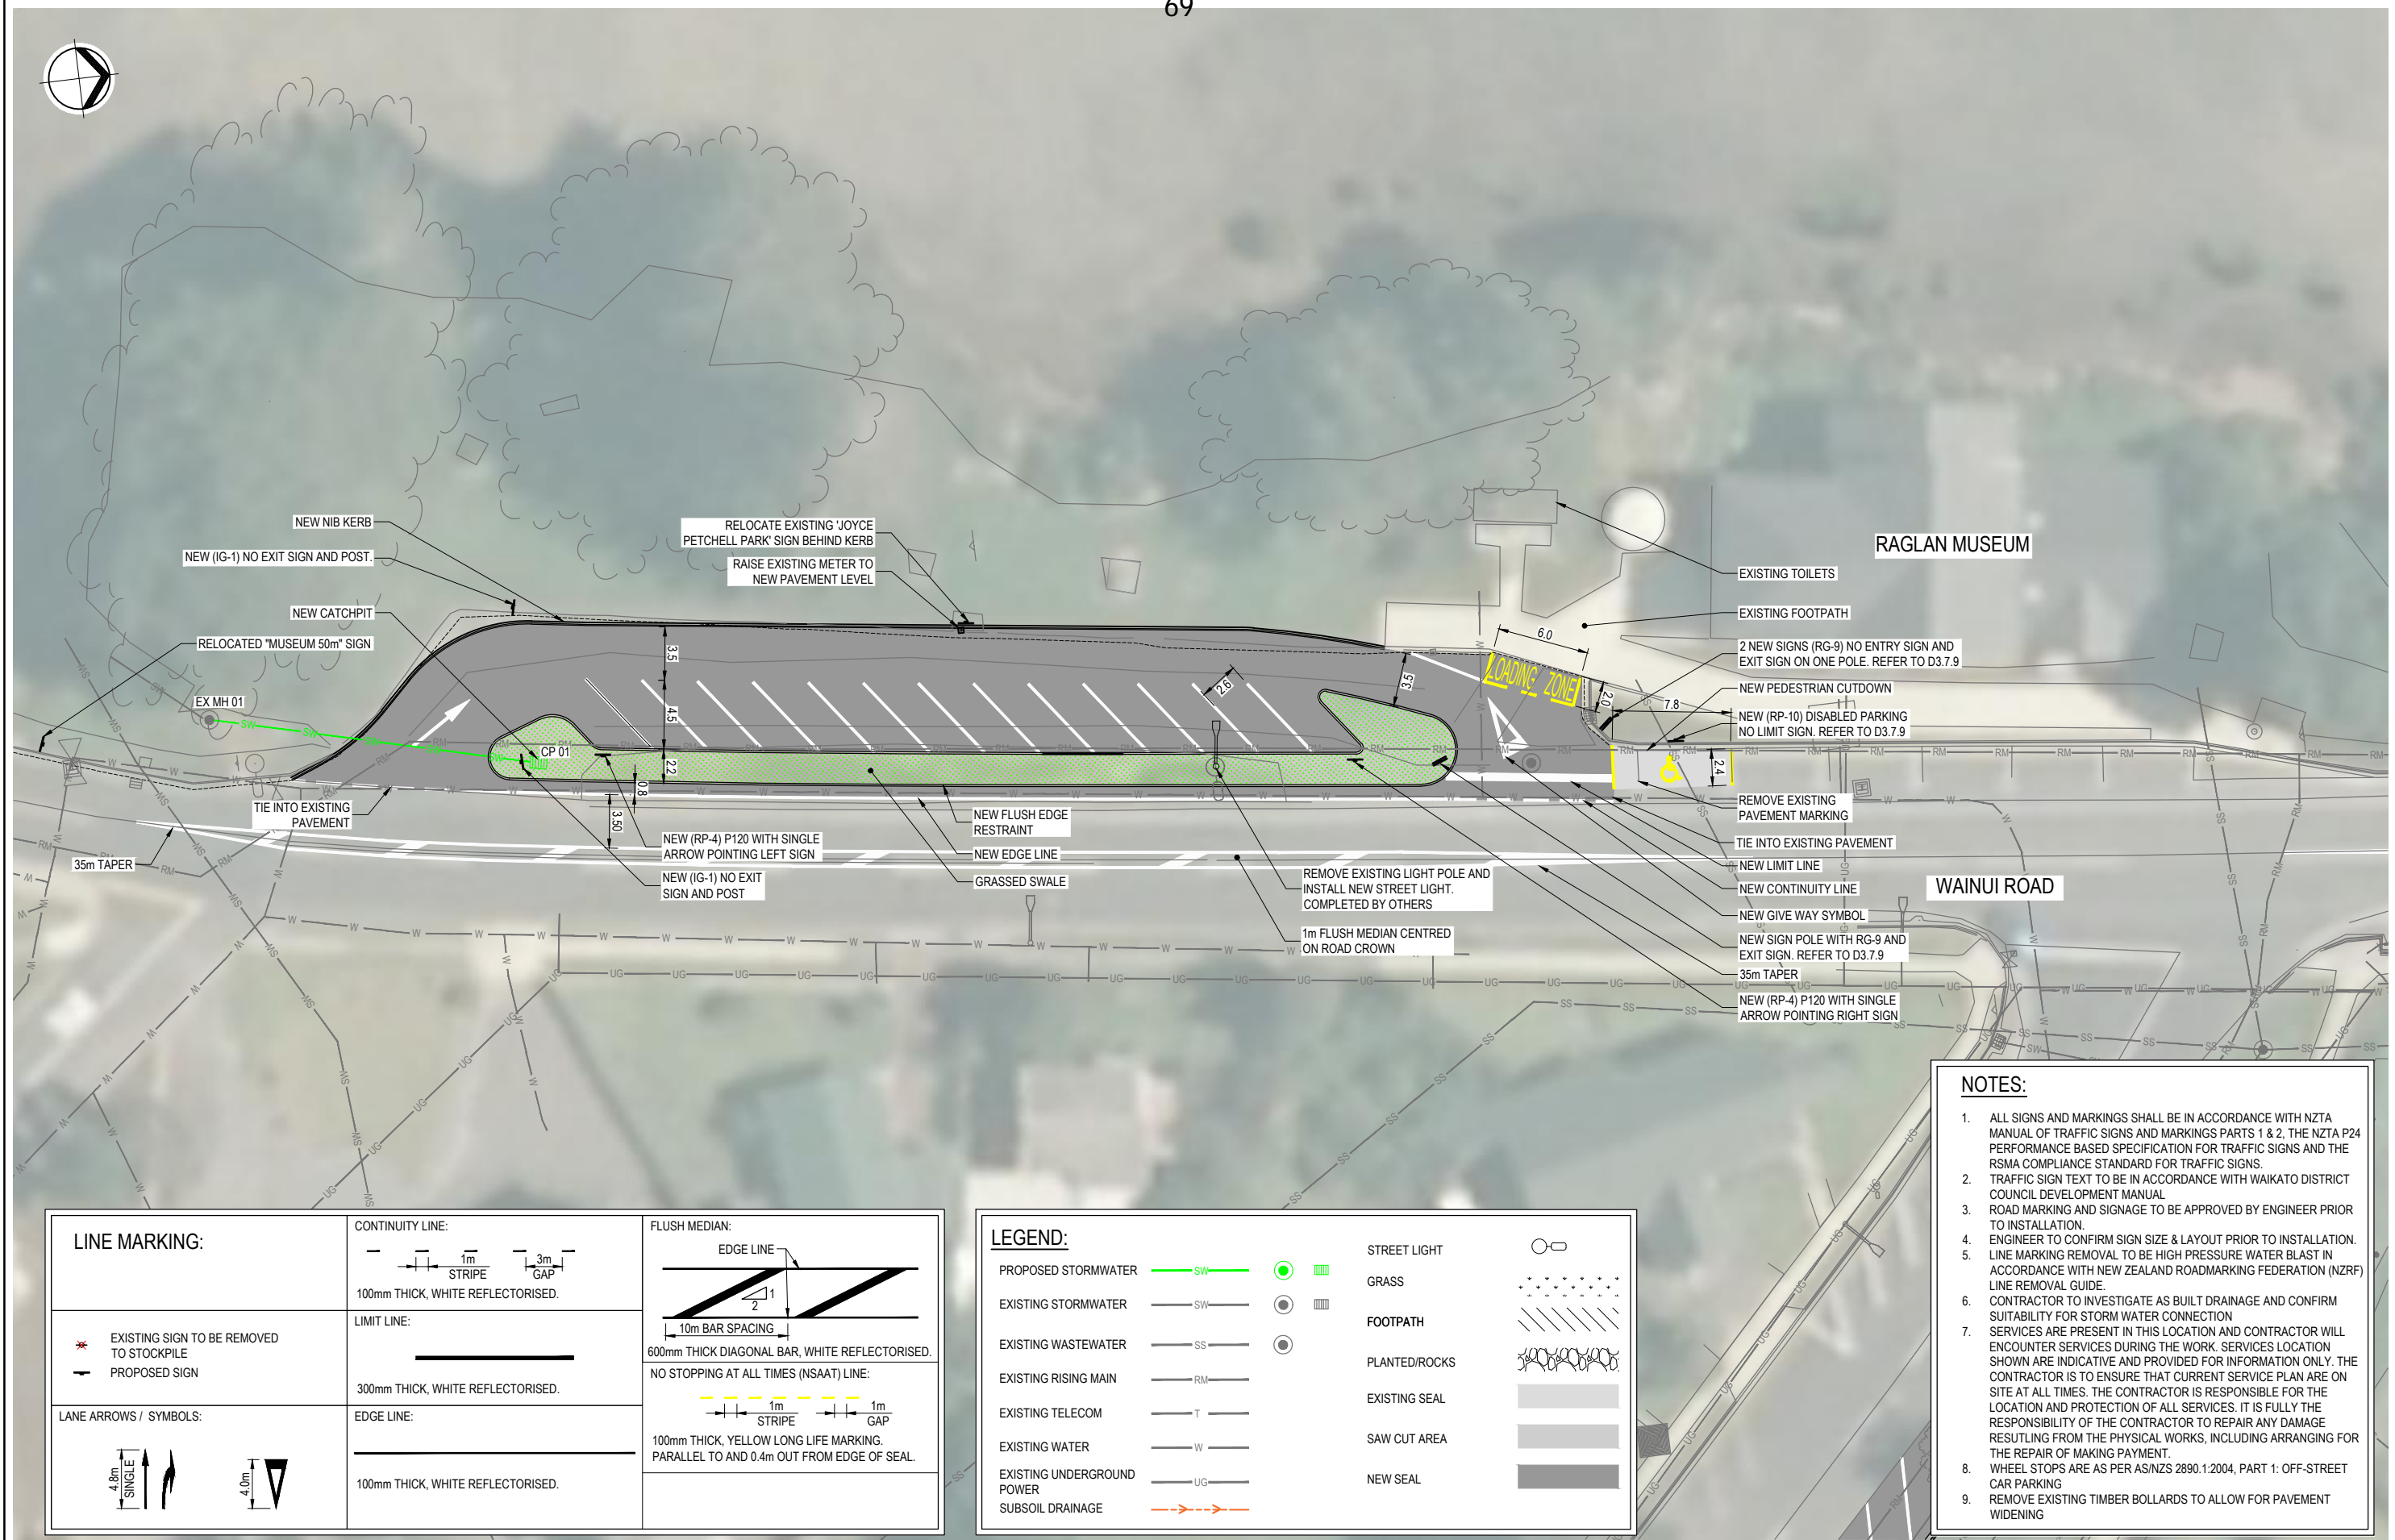 69
NEW NIB KERB
NEW (IG-1) NO EXIT SIGN AND POST.
NEW CATCHPIT
RELOCATED "MUSEUM 50m" SIGN
EX MH 01
TIE INTO EXISTING
PAVEMENT
35m TAPER
RELOCATE EXISTING 'JOYCE
PETCHELL PARK' SIGN BEHIND KERB
RAISE EXISTING METER TO
NEW PAVEMENT LEVEL
3.5
4.5
2.2
0.8
3.50
2.6
3.5
6.0
2.0
7.8
2.4
CP 01
LOADING ZONE
NEW (RP-4) P120 WITH SINGLE
ARROW POINTING LEFT SIGN
NEW (IG-1) NO EXIT
SIGN AND POST
NEW FLUSH EDGE
RESTRAINT
NEW EDGE LINE
GRASSED SWALE
REMOVE EXISTING LIGHT POLE AND
INSTALL NEW STREET LIGHT.
COMPLETED BY OTHERS
1m FLUSH MEDIAN CENTRED
ON ROAD CROWN
RAGLAN MUSEUM
EXISTING TOILETS
EXISTING FOOTPATH
2 NEW SIGNS (RG-9) NO ENTRY SIGN AND
EXIT SIGN ON ONE POLE. REFER TO D3.7.9
NEW PEDESTRIAN CUTDOWN
NEW (RP-10) DISABLED PARKING
NO LIMIT SIGN. REFER TO D3.7.9
REMOVE EXISTING
PAVEMENT MARKING
TIE INTO EXISTING PAVEMENT
NEW LIMIT LINE
NEW CONTINUITY LINE
WAINUI ROAD
NEW GIVE WAY SYMBOL
NEW SIGN POLE WITH RG-9 AND
EXIT SIGN. REFER TO D3.7.9
35m TAPER
NEW (RP-4) P120 WITH SINGLE
ARROW POINTING RIGHT SIGN
LINE MARKING:
EXISTING SIGN TO BE REMOVED
TO STOCKPILE
PROPOSED SIGN
LANE ARROWS / SYMBOLS:
4.8m
SINGLE
4.0m
CONTINUITY LINE:
1m
STRIPE
3m
GAP
100mm THICK, WHITE REFLECTORISED.
LIMIT LINE:
300mm THICK, WHITE REFLECTORISED.
EDGE LINE:
100mm THICK, WHITE REFLECTORISED.
FLUSH MEDIAN:
EDGE LINE
1
2
10m BAR SPACING
600mm THICK DIAGONAL BAR, WHITE REFLECTORISED.
NO STOPPING AT ALL TIMES (NSAAT) LINE:
1m
STRIPE
1m
GAP
100mm THICK, YELLOW LONG LIFE MARKING.
PARALLEL TO AND 0.4m OUT FROM EDGE OF SEAL.
LEGEND:
PROPOSED STORMWATER SW
EXISTING STORMWATER SW
EXISTING WASTEWATER SS
EXISTING RISING MAIN RM
EXISTING TELECOM T
EXISTING WATER W
EXISTING UNDERGROUND
POWER UG
SUBSOIL DRAINAGE
STREET LIGHT
GRASS
FOOTPATH
PLANTED/ROCKS
EXISTING SEAL
SAW CUT AREA
NEW SEAL
NOTES:
1. ALL SIGNS AND MARKINGS SHALL BE IN ACCORDANCE WITH NZTA
MANUAL OF TRAFFIC SIGNS AND MARKINGS PARTS 1 & 2, THE NZTA P24
PERFORMANCE BASED SPECIFICATION FOR TRAFFIC SIGNS AND THE
RSMA COMPLIANCE STANDARD FOR TRAFFIC SIGNS.
2. TRAFFIC SIGN TEXT TO BE IN ACCORDANCE WITH WAIKATO DISTRICT
COUNCIL DEVELOPMENT MANUAL
3. ROAD MARKING AND SIGNAGE TO BE APPROVED BY ENGINEER PRIOR
TO INSTALLATION.
4. ENGINEER TO CONFIRM SIGN SIZE & LAYOUT PRIOR TO INSTALLATION.
5. LINE MARKING REMOVAL TO BE HIGH PRESSURE WATER BLAST IN
ACCORDANCE WITH NEW ZEALAND ROADMARKING FEDERATION (NZRF)
LINE REMOVAL GUIDE.
6. CONTRACTOR TO INVESTIGATE AS BUILT DRAINAGE AND CONFIRM
SUITABILITY FOR STORM WATER CONNECTION
7. SERVICES ARE PRESENT IN THIS LOCATION AND CONTRACTOR WILL
ENCOUNTER SERVICES DURING THE WORK. SERVICES LOCATION
SHOWN ARE INDICATIVE AND PROVIDED FOR INFORMATION ONLY. THE
CONTRACTOR IS TO ENSURE THAT CURRENT SERVICE PLAN ARE ON
SITE AT ALL TIMES. THE CONTRACTOR IS RESPONSIBLE FOR THE
LOCATION AND PROTECTION OF ALL SERVICES. IT IS FULLY THE
RESPONSIBILITY OF THE CONTRACTOR TO REPAIR ANY DAMAGE
RESUTLING FROM THE PHYSICAL WORKS, INCLUDING ARRANGING FOR
THE REPAIR OF MAKING PAYMENT.
8. WHEEL STOPS ARE AS PER AS/NZS 2890.1:2004, PART 1: OFF-STREET
CAR PARKING
9. REMOVE EXISTING TIMBER BOLLARDS TO ALLOW FOR PAVEMENT
WIDENING